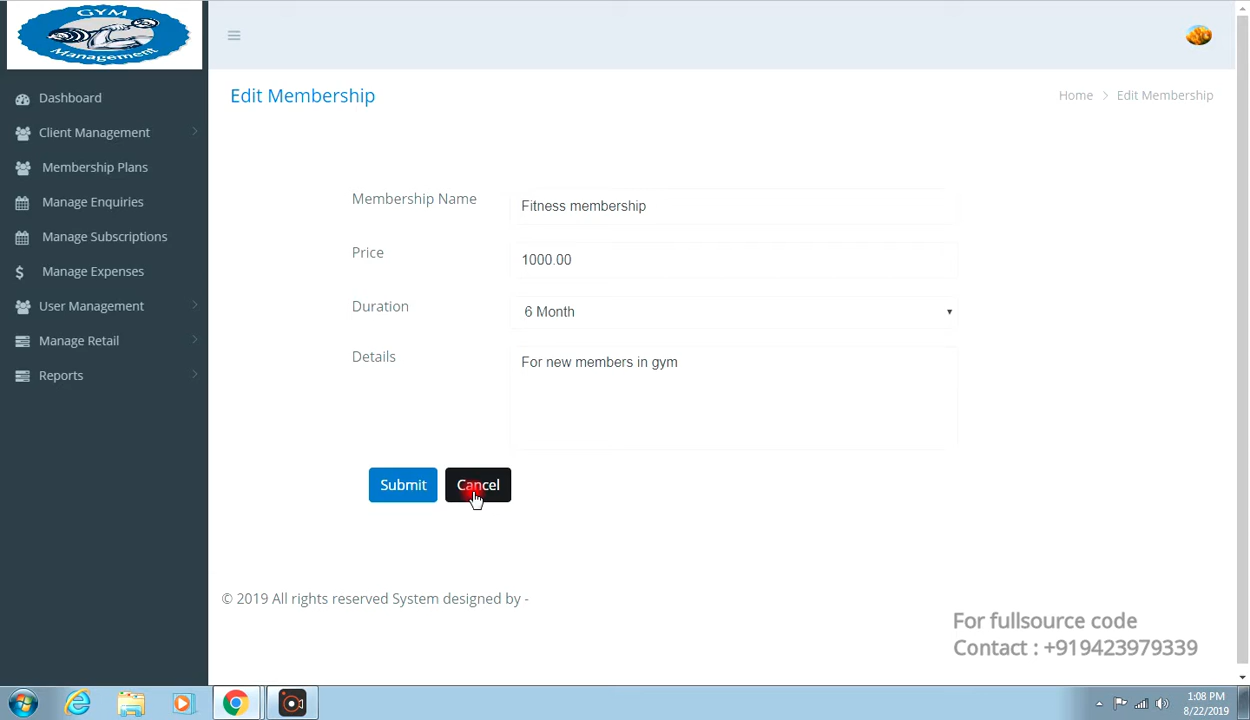 GYM
Management
Dashboard
Client Management
Membership Plans
Manage Enquiries
Manage Subscriptions
Manage Expenses
User Management
Manage Retail
Reports
Edit Membership
Home > Edit Membership
Membership Name
Fitness membership
Price
1000.00
Duration
6 Month
Details
For new members in gym
Submit
Cancel
© 2019 All rights reserved System designed by -
For fullsource code
Contact : +919423979339
1:08 PM
8/22/2019